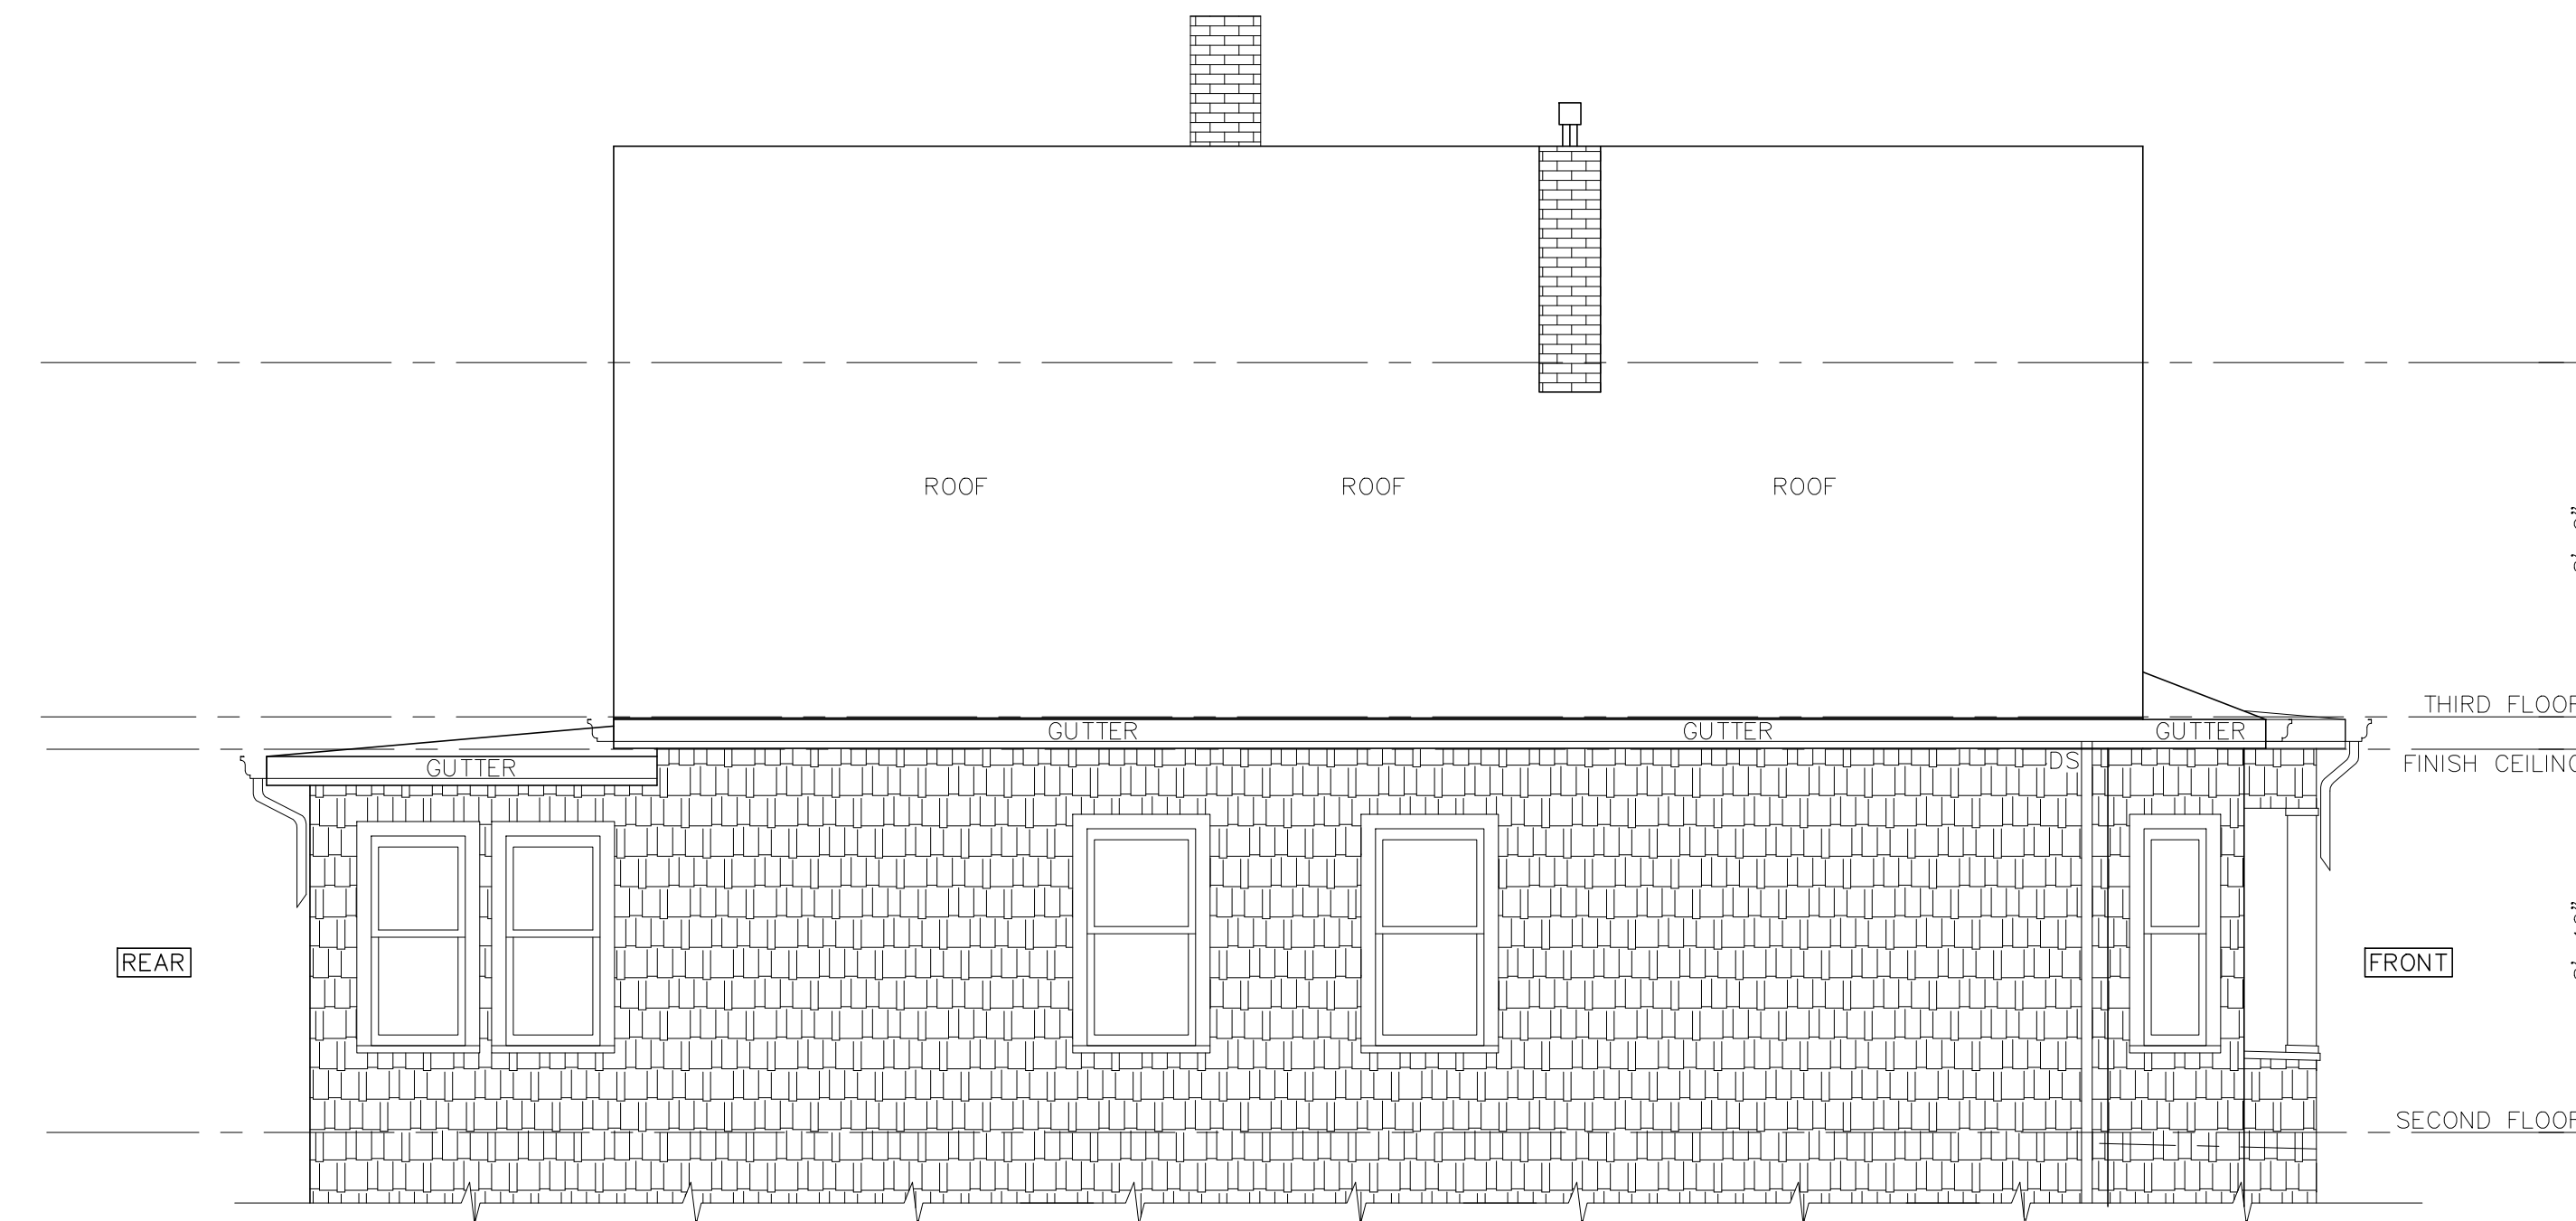 ROOF ROOF ROOF
THIRD FLOOR
GUTTER GUTTER GUTTER
DS
FINISH CEILING
GUTTER
REAR
FRONT
SECOND FLOOR